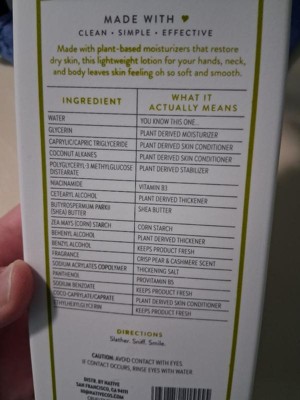 MADE WITH ♥
CLEAN • SIMPLE • EFFECTIVE
Made with plant-based moisturizers that restore
dry skin, this lightweight lotion for your hands, neck,
and body leaves skin feeling oh so soft and smooth.
INGREDIENT WHAT IT
ACTUALLY MEANS
WATER YOU KNOW THIS ONE...
GLYCERIN PLANT DERIVED MOISTURIZER
CAPRYLIC/CAPRIC TRIGLYCERIDE PLANT DERIVED SKIN CONDITIONER
COCONUT ALKANES PLANT DERIVED SKIN CONDITIONER
POLYGLYCERYL-3 METHYLGLUCOSE PLANT DERIVED STABILIZER
DISTEARATE
NIACINAMIDE VITAMIN B3
CETEARYL ALCOHOL PLANT DERIVED THICKENER
BUTYROSPERMUM PARKII SHEA BUTTER
(SHEA) BUTTER
ZEA MAYS (CORN) STARCH CORN STARCH
BEHENYL ALCOHOL PLANT DERIVED THICKENER
BENZYL ALCOHOL KEEPS PRODUCT FRESH
FRAGRANCE CRISP PEAR & CASHMERE SCENT
SODIUM ACRYLATES COPOLYMER THICKENING SALT
PANTHENOL PROVITAMIN B5
SODIUM BENZOATE KEEPS PRODUCT FRESH
COCO-CAPRYLATE/CAPRATE PLANT DERIVED SKIN CONDITIONER
ETHYLHEXYLGLYCERIN KEEPS PRODUCT FRESH
DIRECTIONS
Slather. Sniff. Smile.
CAUTION: AVOID CONTACT WITH EYES
IF CONTACT OCCURS, RINSE EYES WITH WATER
DISTR. BY NATIVE
SAN FRANCISCO, CA 94111